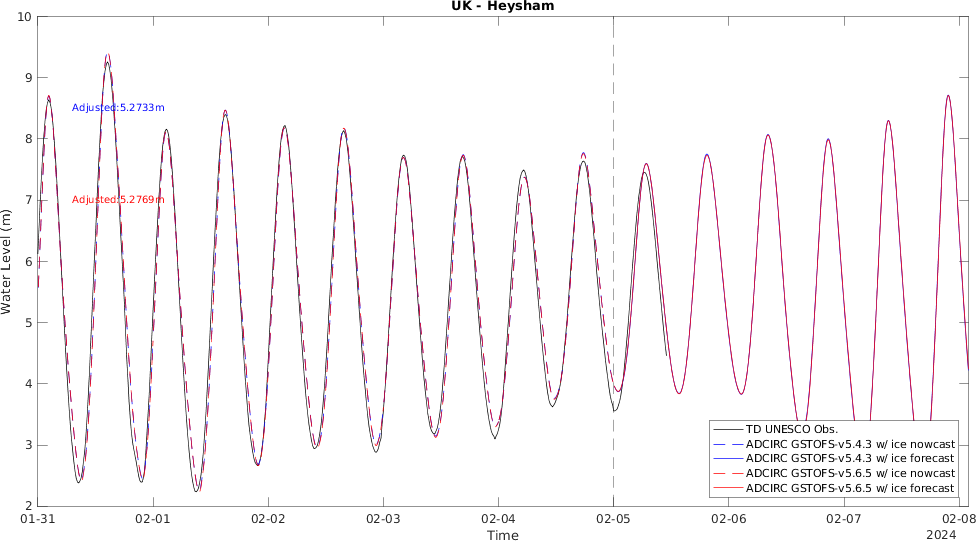 UK - Heysham
10
9
8
7
6
5
4
3
2
Water Level (m)
Adjusted:5.2733m
Adjusted:5.2769m
TD UNESCO Obs.
ADCIRC GSTOFS-v5.4.3 w/ ice nowcast
ADCIRC GSTOFS-v5.4.3 w/ ice forecast
ADCIRC GSTOFS-v5.6.5 w/ ice nowcast
ADCIRC GSTOFS-v5.6.5 w/ ice forecast
01-31 02-01 02-02 02-03 02-04 02-05 02-06 02-07 02-08
Time
2024